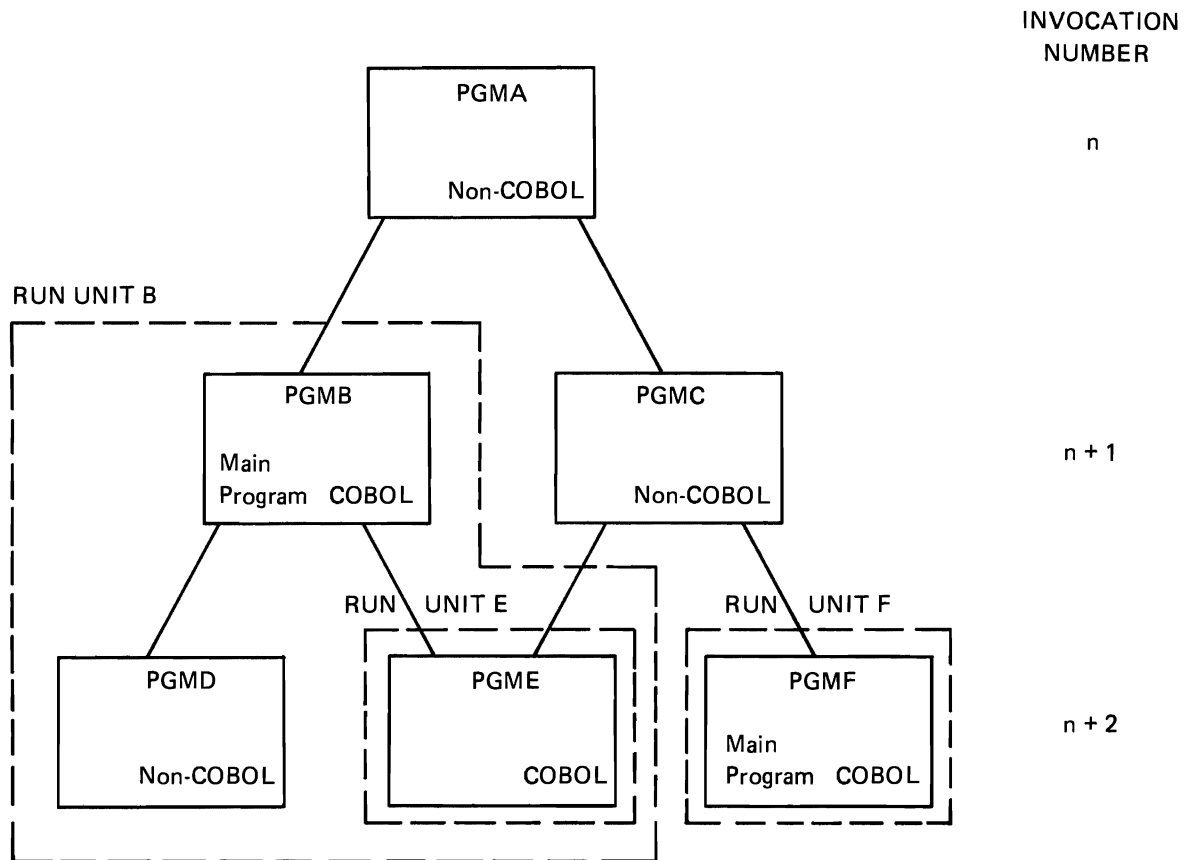 INVOCATION
NUMBER
PGMA
n
Non-COBOL
RUN UNIT B
PGMB
PGMC
Main
Program COBOL
Non-COBOL
n + 1
RUN UNIT E
RUN UNIT F
PGMD
PGME
PGMF
n + 2
Non-COBOL
COBOL
Main
Program COBOL